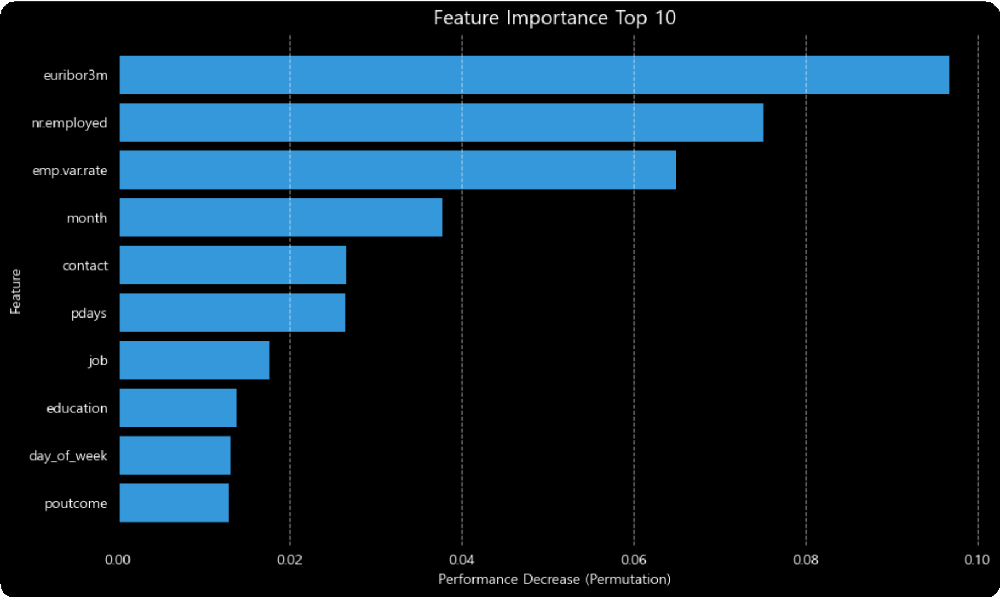 Feature Importance Top 10
Feature
euribor3m
nr.employed
emp.var.rate
month
contact
pdays
job
education
day_of_week
poutcome
0.00 0.02 0.04 0.06 0.08 0.10
Performance Decrease (Permutation)